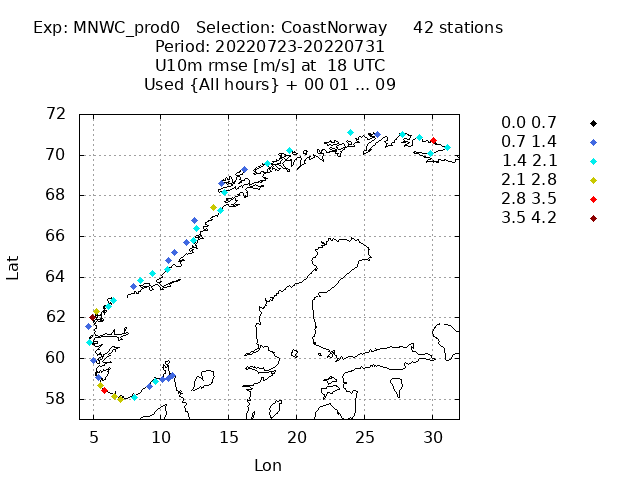 Exp: MNWC_prod0 Selection: CoastNorway 42 stations
Period: 20220723-20220731
U10m rmse [m/s] at 18 UTC
Used {All hours} + 00 01 ... 09
72
70
68
66
64
62
60
58
5 10 15 20 25 30
Lat
Lon
0.0 0.7
0.7 1.4
1.4 2.1
2.1 2.8
2.8 3.5
3.5 4.2